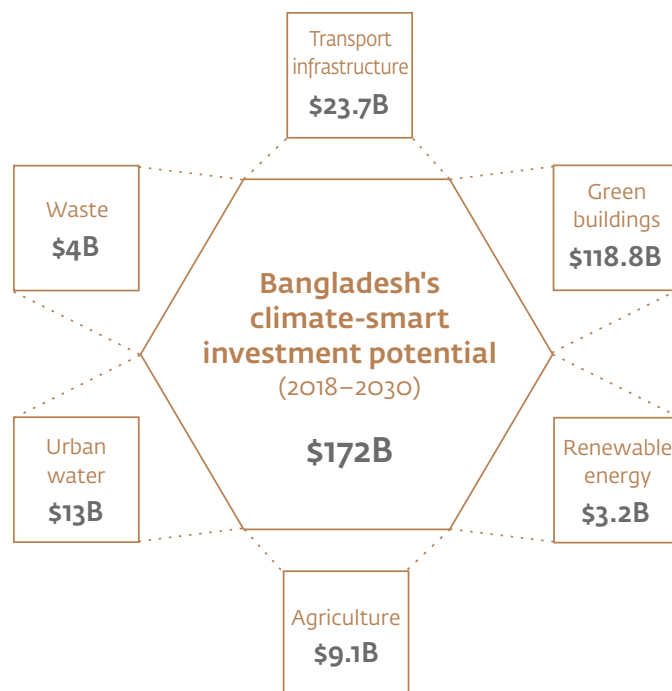 Transport
infrastructure
$23.7B
Waste
$4B
Green
buildings
$118.8B
Bangladesh's
climate-smart
investment potential
(2018–2030)
$172B
Urban
water
$13B
Renewable
energy
$3.2B
Agriculture
$9.1B